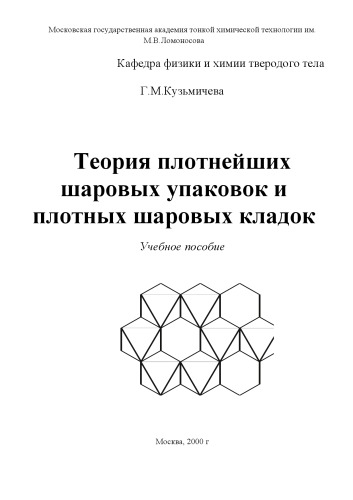 Московская государственная академия тонкой химической технологии им.
М.В.Ломоносова
Кафедра физики и химии тведодого тела
Г.М.Кузьмичева
Теория плотнейших
шаровых упаковок и
плотных шаровых кладок
Учебное пособие
Москва, 2000 г